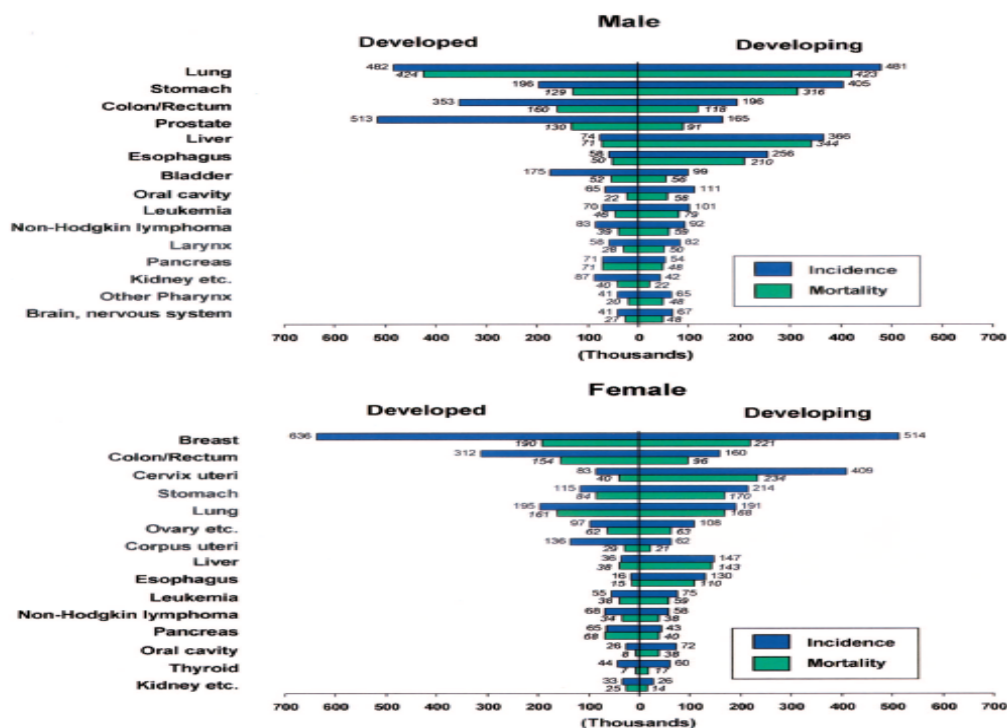 Male
Developed Developing
Lung 482 481
424 423
Stomach 196 405
129 316
Colon/Rectum 353 196
160 118
Prostate 513 165
130 91
Liver 74 366
71 344
Esophagus 58 256
50 210
Bladder 175 99
52 56
Oral cavity 65 111
22 58
Leukemia 70 101
46 79
Non-Hodgkin lymphoma 83 92
39 59
Larynx 58 82
28 50
Pancreas 71 54
71 48
Kidney etc. 87 42
40 22
Other Pharynx 41 65
20 48
Brain, nervous system 41 67
27 48
Incidence
Mortality
700 600 500 400 300 200 100 0 100 200 300 400 500 600 700
(Thousands)
Female
Developed Developing
Breast 636 514
190 221
Colon/Rectum 312 160
154 96
Cervix uteri 83 409
40 234
Stomach 115 214
84 170
Lung 195 191
161 168
Ovary etc. 97 108
62 63
Corpus uteri 136 62
29 21
Liver 36 147
38 143
Esophagus 16 130
15 110
Leukemia 55 75
38 59
Non-Hodgkin lymphoma 68 58
34 38
Pancreas 65 43
68 40
Oral cavity 26 72
8 38
Thyroid 44 60
7 17
Kidney etc. 33 26
25 14
Incidence
Mortality
700 600 500 400 300 200 100 0 100 200 300 400 500 600 700
(Thousands)